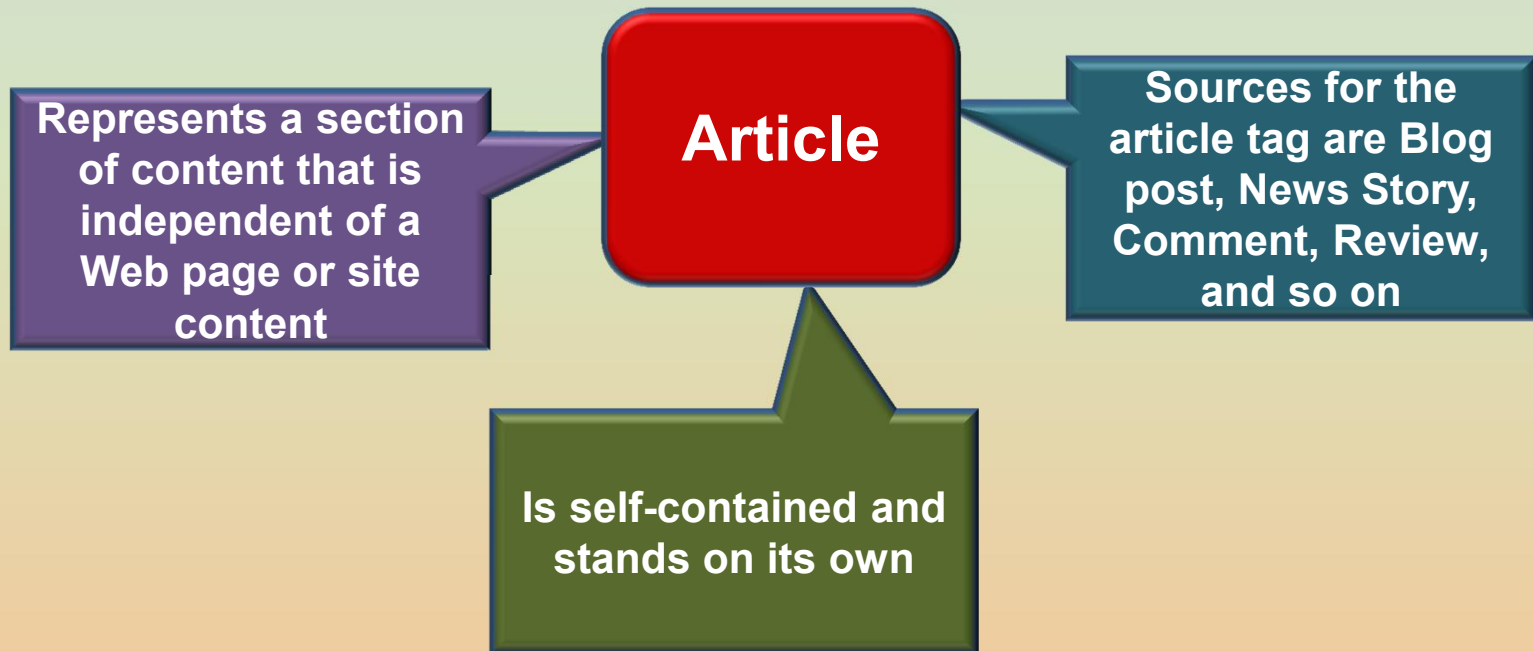 Article
Represents a section
of content that is
independent of a
Web page or site
content
Sources for the
article tag are Blog
post, News Story,
Comment, Review,
and so on
Is self-contained and
stands on its own